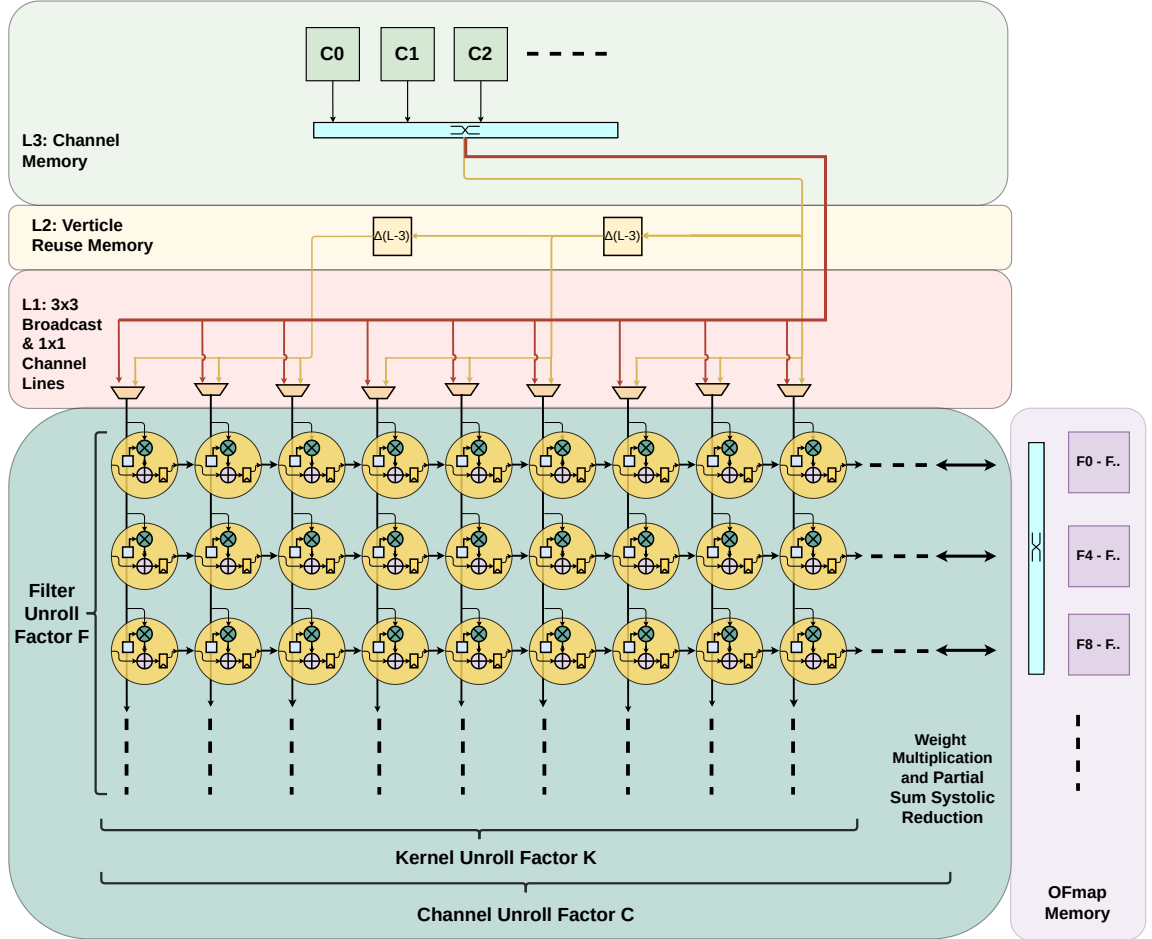 C0
C1
C2
L3: Channel
Memory
L2: Verticle
Reuse Memory
Δ(L-3)
Δ(L-3)
L1: 3x3
Broadcast
& 1x1
Channel
Lines
Filter
Unroll
Factor F
F0 - F..
F4 - F..
F8 - F..
Weight
Multiplication
and Partial
Sum Systolic
Reduction
Kernel Unroll Factor K
Channel Unroll Factor C
OFmap
Memory